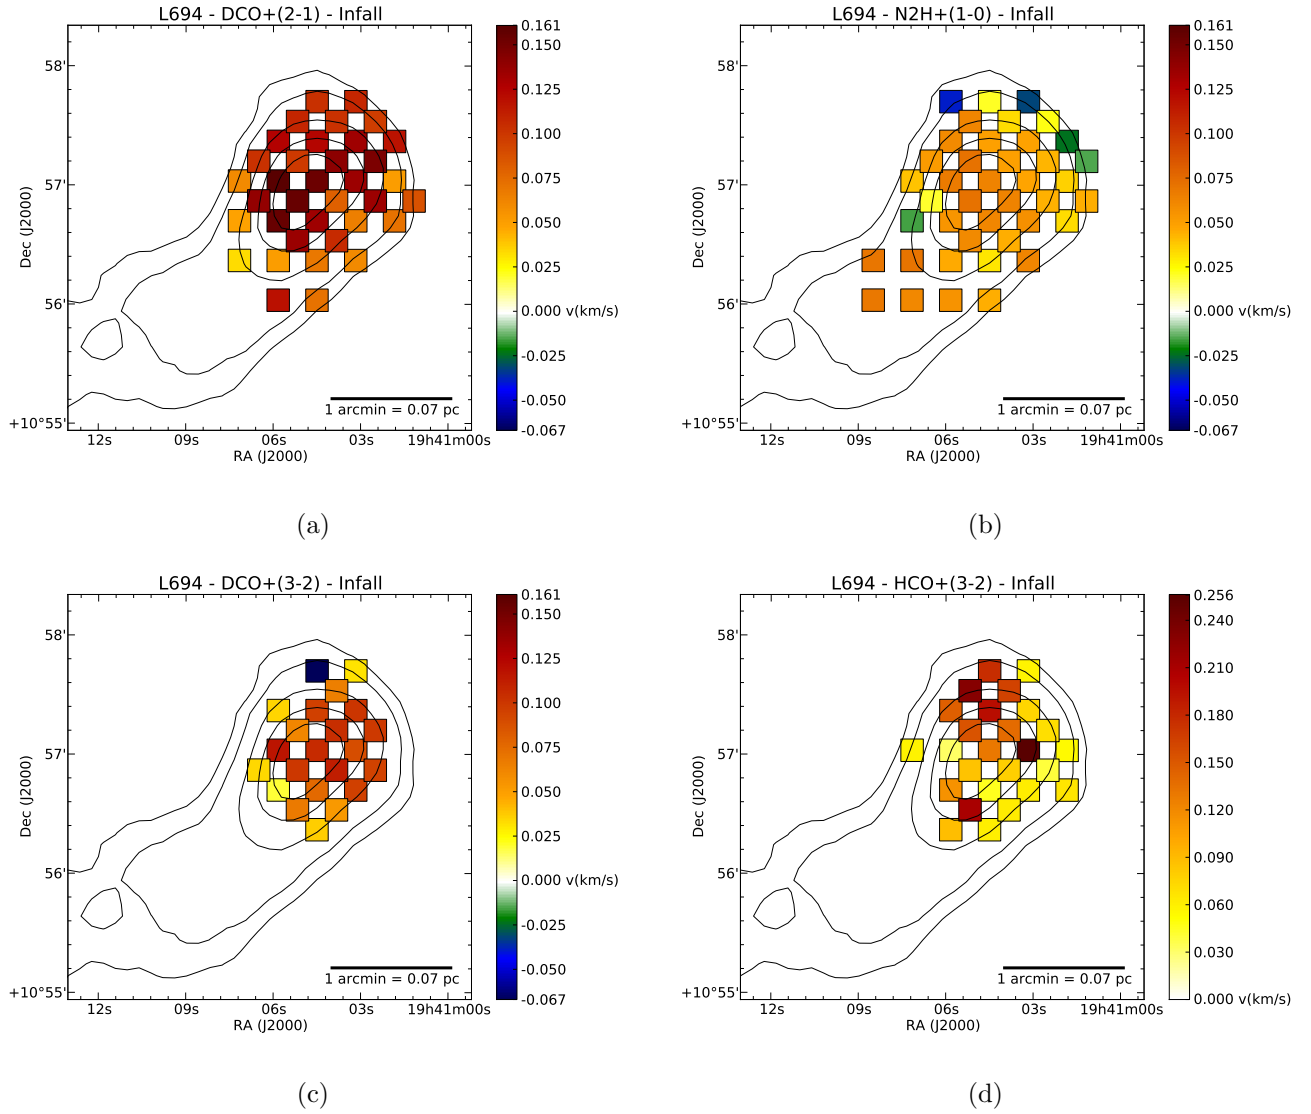 L694 - DCO+(2-1) - Infall
58'
57'
56'
+10°55'
Dec (J2000)
12s 09s 06s 03s 19h41m00s
RA (J2000)
1 arcmin = 0.07 pc
0.161
0.150
0.125
0.100
0.075
0.050
0.025
0.000 v(km/s)
-0.025
-0.050
-0.067
(a)
L694 - N2H+(1-0) - Infall
58'
57'
56'
+10°55'
Dec (J2000)
12s 09s 06s 03s 19h41m00s
RA (J2000)
1 arcmin = 0.07 pc
0.161
0.150
0.125
0.100
0.075
0.050
0.025
0.000 v(km/s)
-0.025
-0.050
-0.067
(b)
L694 - DCO+(3-2) - Infall
58'
57'
56'
+10°55'
Dec (J2000)
12s 09s 06s 03s 19h41m00s
RA (J2000)
1 arcmin = 0.07 pc
0.161
0.150
0.125
0.100
0.075
0.050
0.025
0.000 v(km/s)
-0.025
-0.050
-0.067
(c)
L694 - HCO+(3-2) - Infall
58'
57'
56'
+10°55'
Dec (J2000)
12s 09s 06s 03s 19h41m00s
RA (J2000)
1 arcmin = 0.07 pc
0.256
0.240
0.210
0.180
0.150
0.120
0.090
0.060
0.030
0.000 v(km/s)
(d)